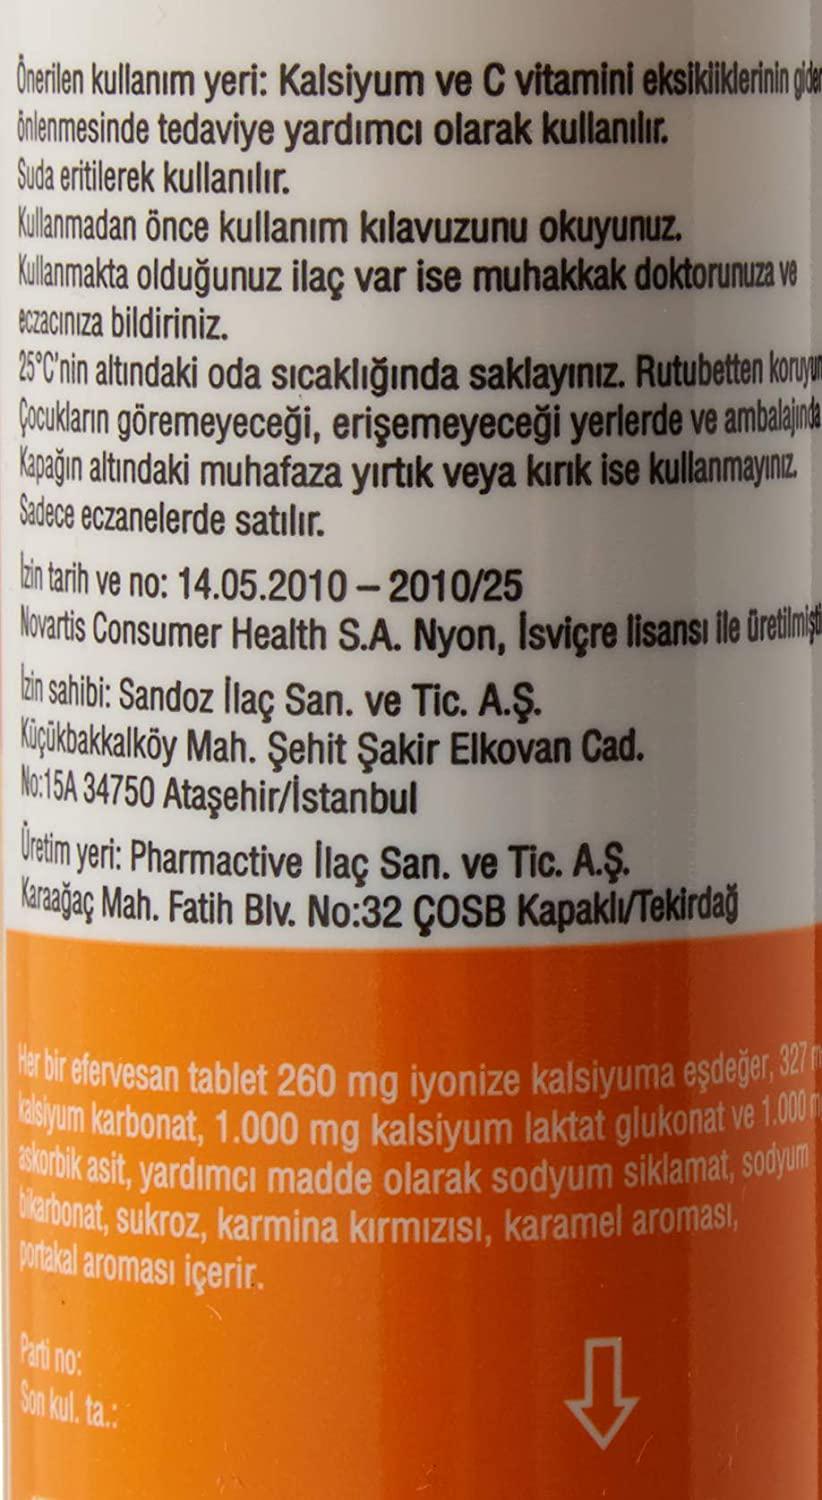 Önerilen kullanım yeri: Kalsiyum ve C vitamini eksikliklerinin
önlenmesinde tedaviye yardımcı olarak kullanılır.
Suda eritilerek kullanılır.
Kullanmadan önce kullanım kılavuzunu okuyunuz.
Kullanmakta olduğunuz ilaç var ise muhakkak doktorunuza ve
eczacınıza bildiriniz.
25°C'nin altındaki oda sıcaklığında saklayınız. Rutubetten
Çocukların göremeyeceği, erişemeyeceği yerlerde ve ambalajında
Kapağın altındaki muhafaza yırtık veya kırık ise kullanmayınız.
Sadece eczanelerde satılır.
İzin tarih ve no: 14.05.2010 – 2010/25
Novartis Consumer Health S.A. Nyon, İsviçre lisansı ile
İzin sahibi: Sandoz İlaç San. ve Tic. A.Ş.
Küçükbakkalköy Mah. Şehit Şakir Elkovan Cad.
No:15A 34750 Ataşehir/İstanbul
Üretim yeri: Pharmactive İlaç San. ve Tic. A.Ş.
Karaağaç Mah. Fatih Blv. No:32 ÇOSB Kapaklı/Tekirdağ
Her bir efervesan tablet 260 mg iyonize kalsiyuma eşdeğer, 327
kalsiyum karbonat, 1.000 mg kalsiyum laktat glukonat ve 1.000
askorbik asit, yardımcı madde olarak sodyum siklamat, sodyum
bikarbonat, sukroz, karmina kırmızısı, karamel aroması,
portakal aroması içerir.
Parti no:
Son kul. ta.: